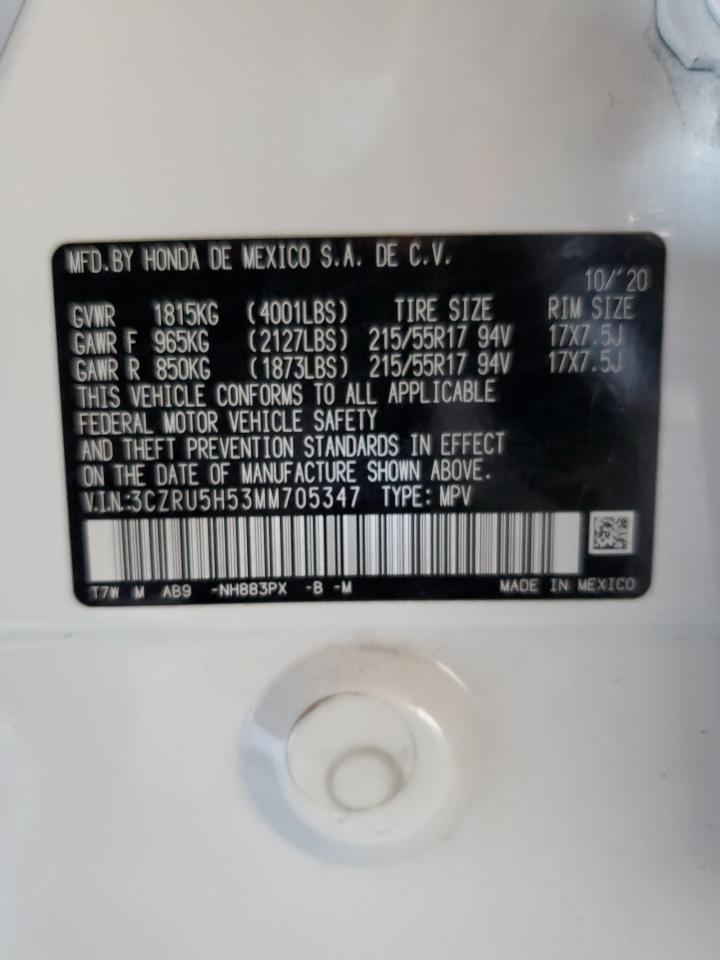 MFD.BY HONDA DE MEXICO S.A. DE C.V.
10/'20
GVWR 1815KG (4001LBS) TIRE SIZE RIM SIZE
GAWR F 965KG (2127LBS) 215/55R17 94V 17X7.5J
GAWR R 850KG (1873LBS) 215/55R17 94V 17X7.5J
THIS VEHICLE CONFORMS TO ALL APPLICABLE
FEDERAL MOTOR VEHICLE SAFETY
AND THEFT PREVENTION STANDARDS IN EFFECT
ON THE DATE OF MANUFACTURE SHOWN ABOVE.
V.I.N.:3CZRU5H53MM705347 TYPE: MPV
T7W M AB9 -NH883PX -B -M MADE IN MEXICO